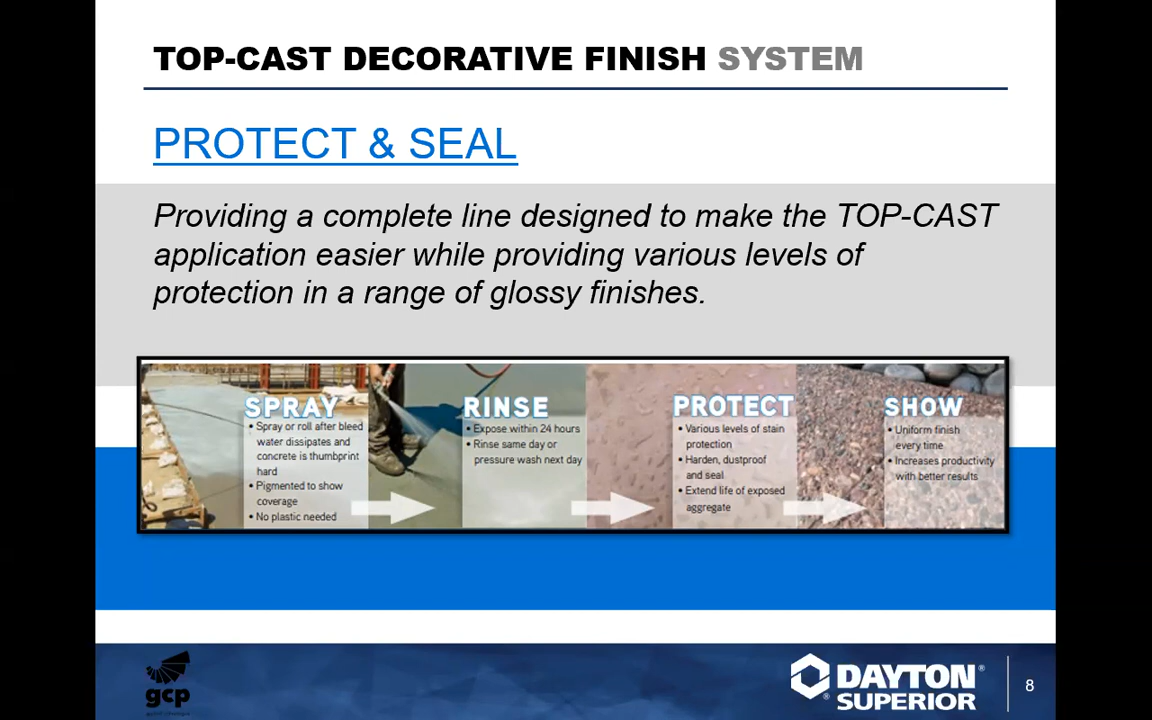 TOP-CAST DECORATIVE FINISH SYSTEM
PROTECT & SEAL
Providing a complete line designed to make the TOP-CAST
application easier while providing various levels of
protection in a range of glossy finishes.
SPRAY
• Spray or roll after bleed
water dissipates and
concrete is thumbprint
hard
• Pigmented to show
coverage
• No plastic needed
RINSE
• Expose within 24 hours
• Rinse same day or
pressure wash next day
PROTECT
• Various levels of stain
protection
• Harden, dustproof
and seal
• Extend life of exposed
aggregate
SHOW
• Uniform finish
every time
• Increases productivity
with better results
gcp
DAYTON®
SUPERIOR
®
8